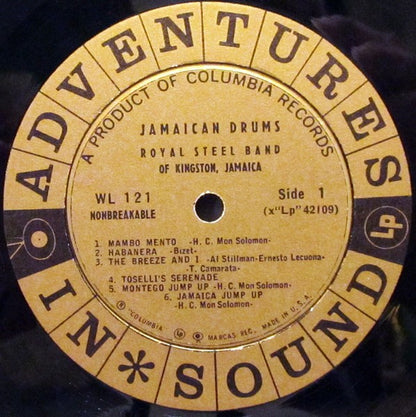 ADVENTURES
IN * SOUND
A PRODUCT OF COLUMBIA RECORDS
JAMAICAN DRUMS
ROYAL STEEL BAND
OF KINGSTON, JAMAICA
WL 121
NONBREAKABLE
Side 1
(x"Lp" 42109)
1. MAMBO MENTO -H. C. Mon Solomon-
2. HABANERA -Bizet-
3. THE BREEZE AND I -Al Stillman-Ernesto Lecuona-
T. Camarata-
4. TOSELLI'S SERENADE
5. MONTEGO JUMP UP -H. C. Mon Solomon-
6. JAMAICA JUMP UP
-H. C. Mon Solomon-
"COLUMBIA" Lp MARCAS REG. MADE IN U.S.A.
Lp